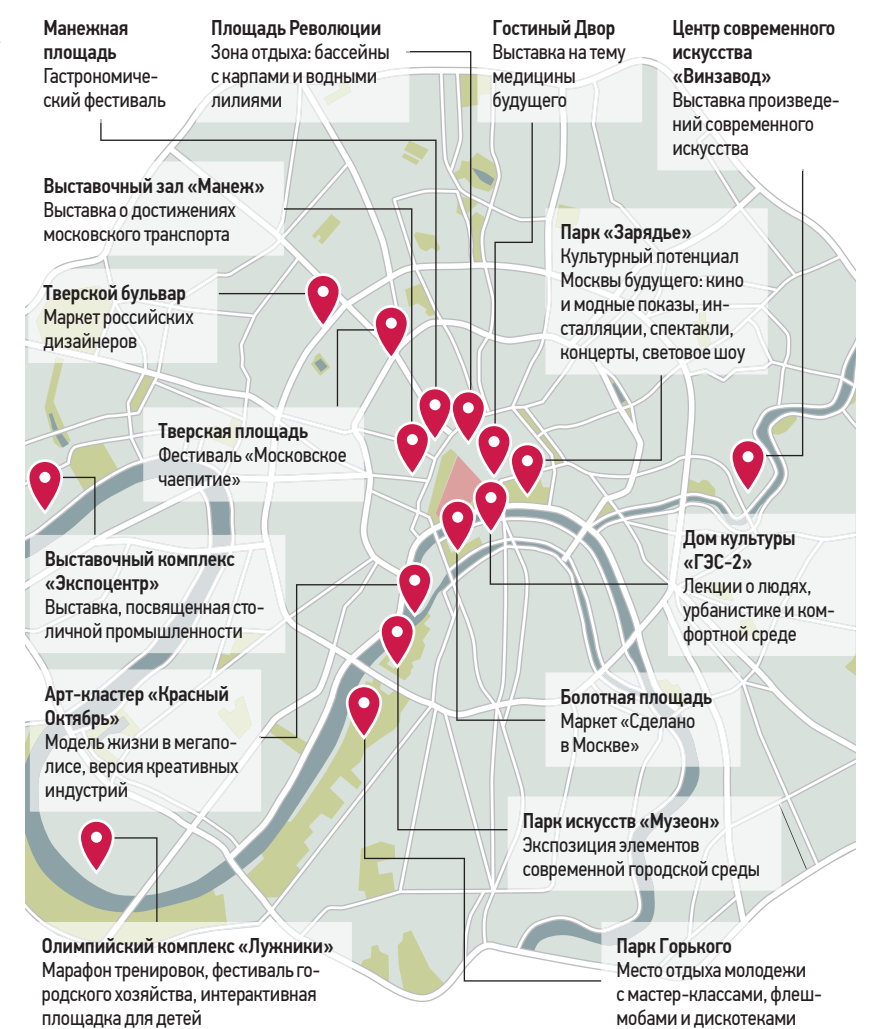 Манежная
площадь
Гастрономиче-
ский фестиваль
Площадь Революции
Зона отдыха: бассейны
с карпами и водными
лилиями
Гостиный Двор
Выставка на тему
медицины
будущего
Центр современного
искусства
«Винзавод»
Выставка произведе-
ний современного
искусства
Выставочный зал «Манеж»
Выставка о достижениях
московского транспорта
Парк «Зарядье»
Культурный потенциал
Москвы будущего: кино
и модные показы, ин-
сталляции, спектакли,
концерты, световое шоу
Тверской бульвар
Маркет российских
дизайнеров
Тверская площадь
Фестиваль «Московское
чаепитие»
Выставочный комплекс
«Экспоцентр»
Выставка, посвященная сто-
личной промышленности
Дом культуры
«ГЭС-2»
Лекции о людях,
урбанистике и ком-
фортной среде
Арт-кластер «Красный
Октябрь»
Модель жизни в мегапо-
лисе, версия креативных
индустрий
Болотная площадь
Маркет «Сделано
в Москве»
Парк искусств «Музеон»
Экспозиция элементов
современной городской среды
Олимпийский комплекс «Лужники»
Марафон тренировок, фестиваль го-
родского хозяйства, интерактивная
площадка для детей
Парк Горького
Место отдыха молодежи
с мастер-классами, флеш-
мобами и дискотеками